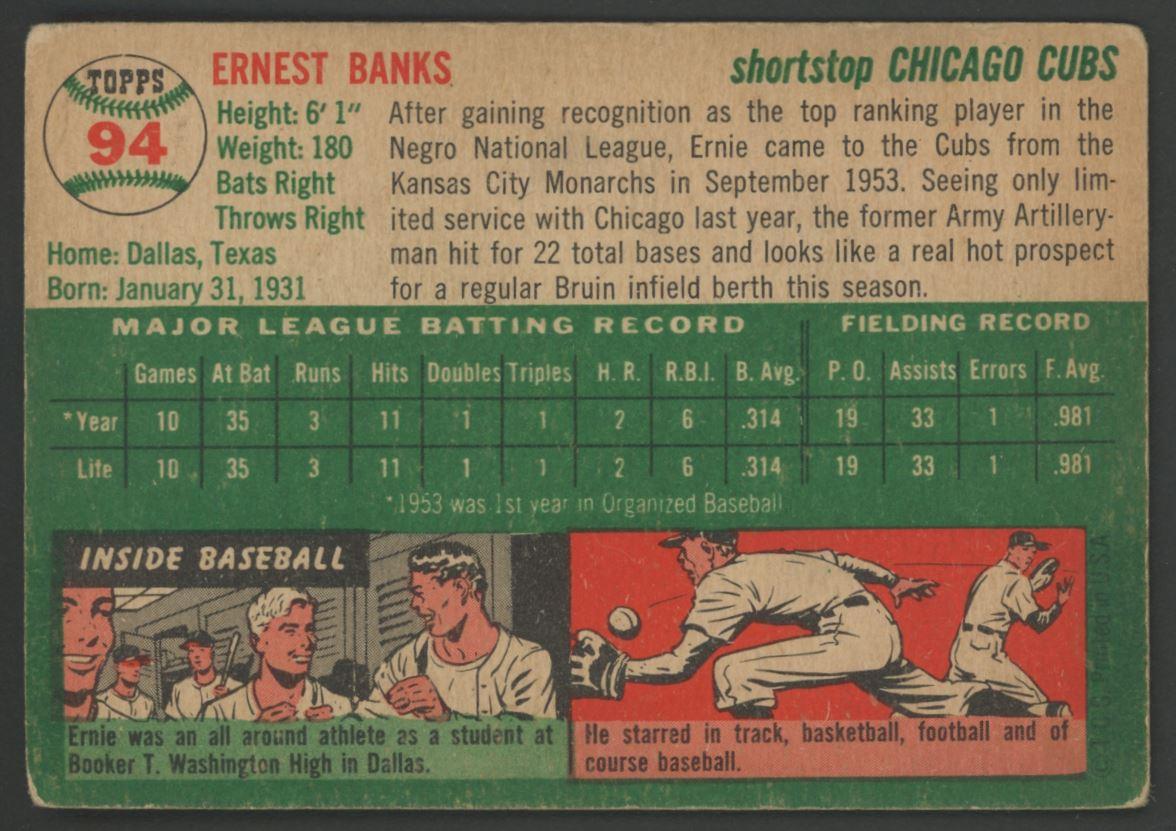 TOPPS
94
ERNEST BANKS
shortstop CHICAGO CUBS
Height: 6' 1"
Weight: 180
Bats Right
Throws Right
Home: Dallas, Texas
Born: January 31, 1931
After gaining recognition as the top ranking player in the
Negro National League, Ernie came to the Cubs from the
Kansas City Monarchs in September 1953. Seeing only lim-
ited service with Chicago last year, the former Army Artillery-
man hit for 22 total bases and looks like a real hot prospect
for a regular Bruin infield berth this season.
MAJOR LEAGUE BATTING RECORD FIELDING RECORD
Games At Bat Runs Hits Doubles Triples H. R. R.B.I. B. Avg. P. O. Assists Errors F. Avg.
*Year 10 35 3 11 1 1 2 6 .314 19 33 1 .981
Life 10 35 3 11 1 1 2 6 .314 19 33 1 .981
*1953 was 1st year in Organized Baseball
INSIDE BASEBALL
Ernie was an all around athlete as a student at
Booker T. Washington High in Dallas.
He starred in track, basketball, football and of
course baseball.
© T.C.G. Printed in U.S.A.